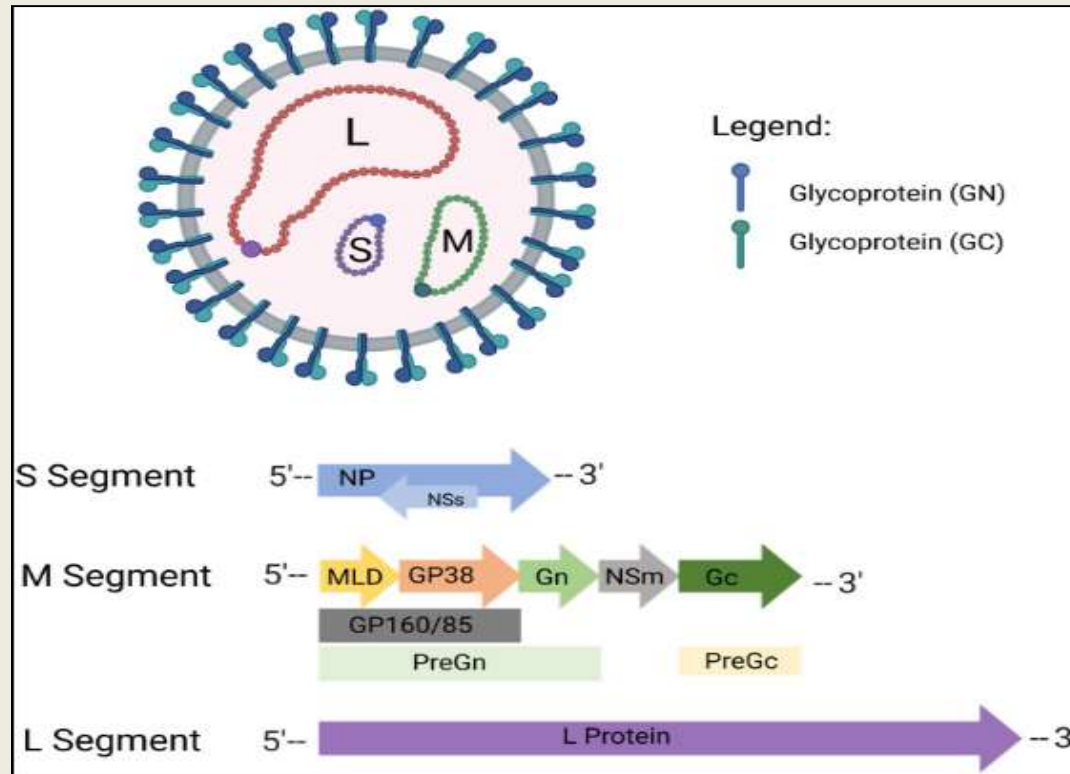 L
S
M
Legend:
Glycoprotein (GN)
Glycoprotein (GC)
S Segment 5'-- NP -- 3'
NSs
M Segment 5'-- MLD GP38 Gn NSm Gc -- 3'
GP160/85
PreGn PreGc
L Segment 5'-- L Protein -- 3'